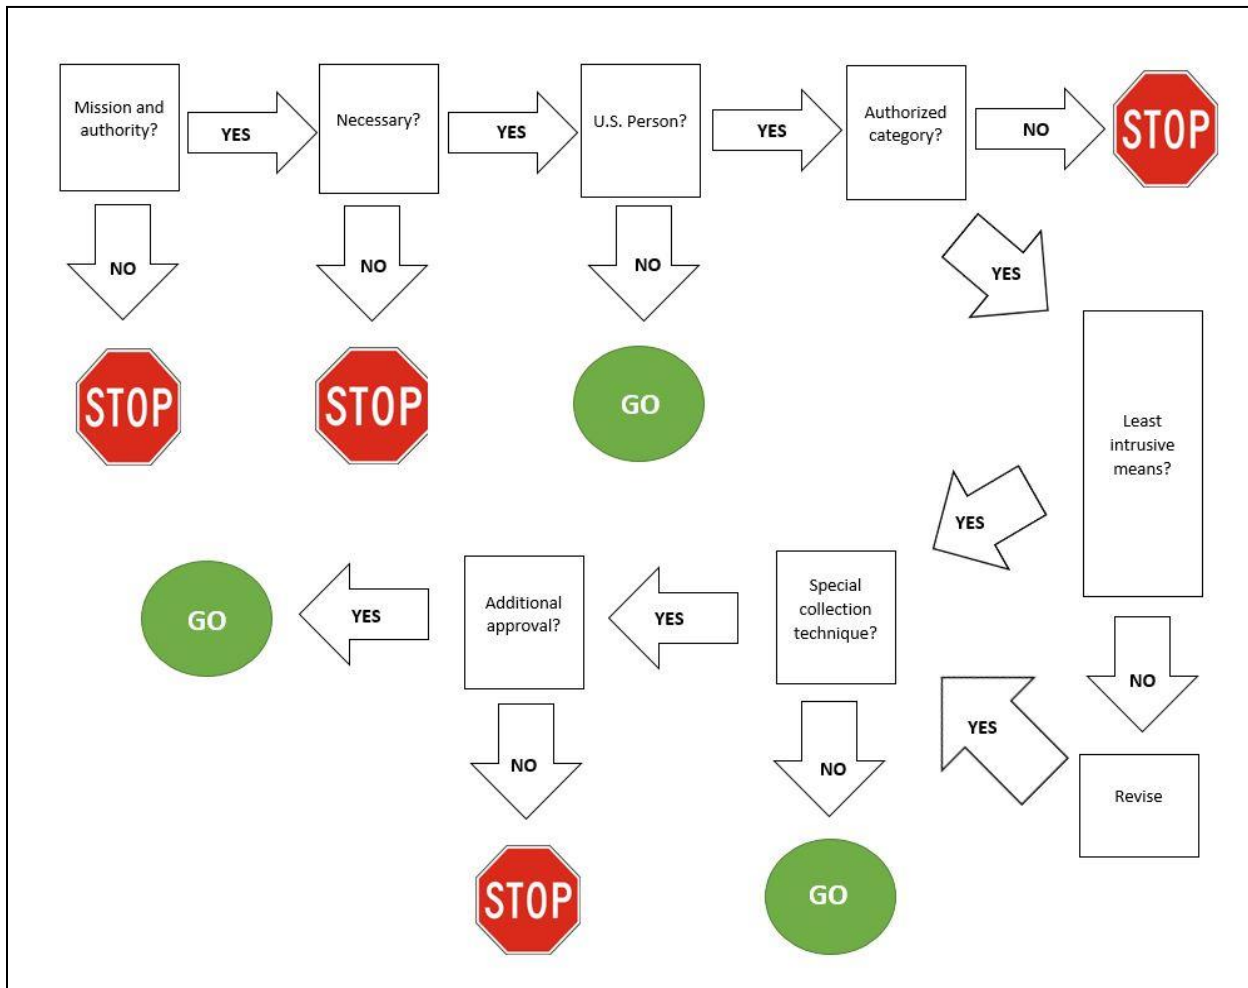 Mission and
authority?
YES
Necessary?
YES
U.S. Person?
YES
Authorized
category?
NO
STOP
NO
NO
NO
YES
STOP
STOP
GO
Least
intrusive
means?
YES
GO
YES
Additional
approval?
YES
Special
collection
technique?
NO
NO
NO
YES
Revise
STOP
GO